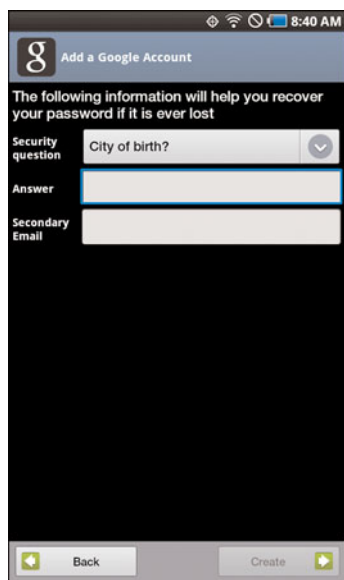 8:40 AM
g
Add a Google Account
The following information will help you recover
your password if it is ever lost
Security
question
City of birth?
Answer
Secondary
Email
Back
Create